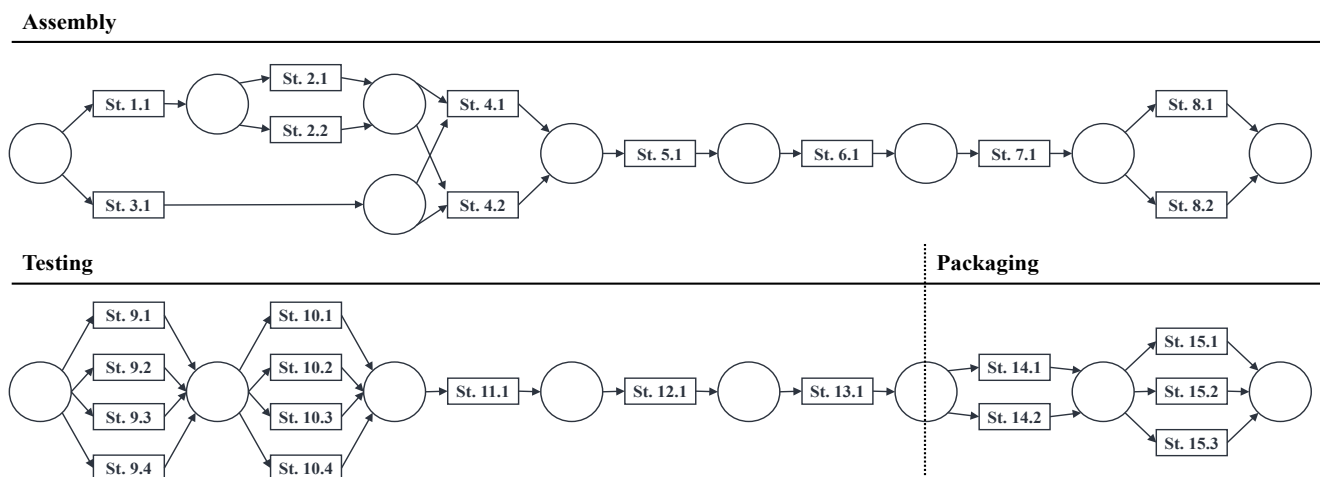 Assembly
St. 1.1
St. 2.1
St. 2.2
St. 3.1
St. 4.1
St. 4.2
St. 5.1
St. 6.1
St. 7.1
St. 8.1
St. 8.2
Testing
St. 9.1
St. 9.2
St. 9.3
St. 9.4
St. 10.1
St. 10.2
St. 10.3
St. 10.4
St. 11.1
St. 12.1
St. 13.1
Packaging
St. 14.1
St. 14.2
St. 15.1
St. 15.2
St. 15.3